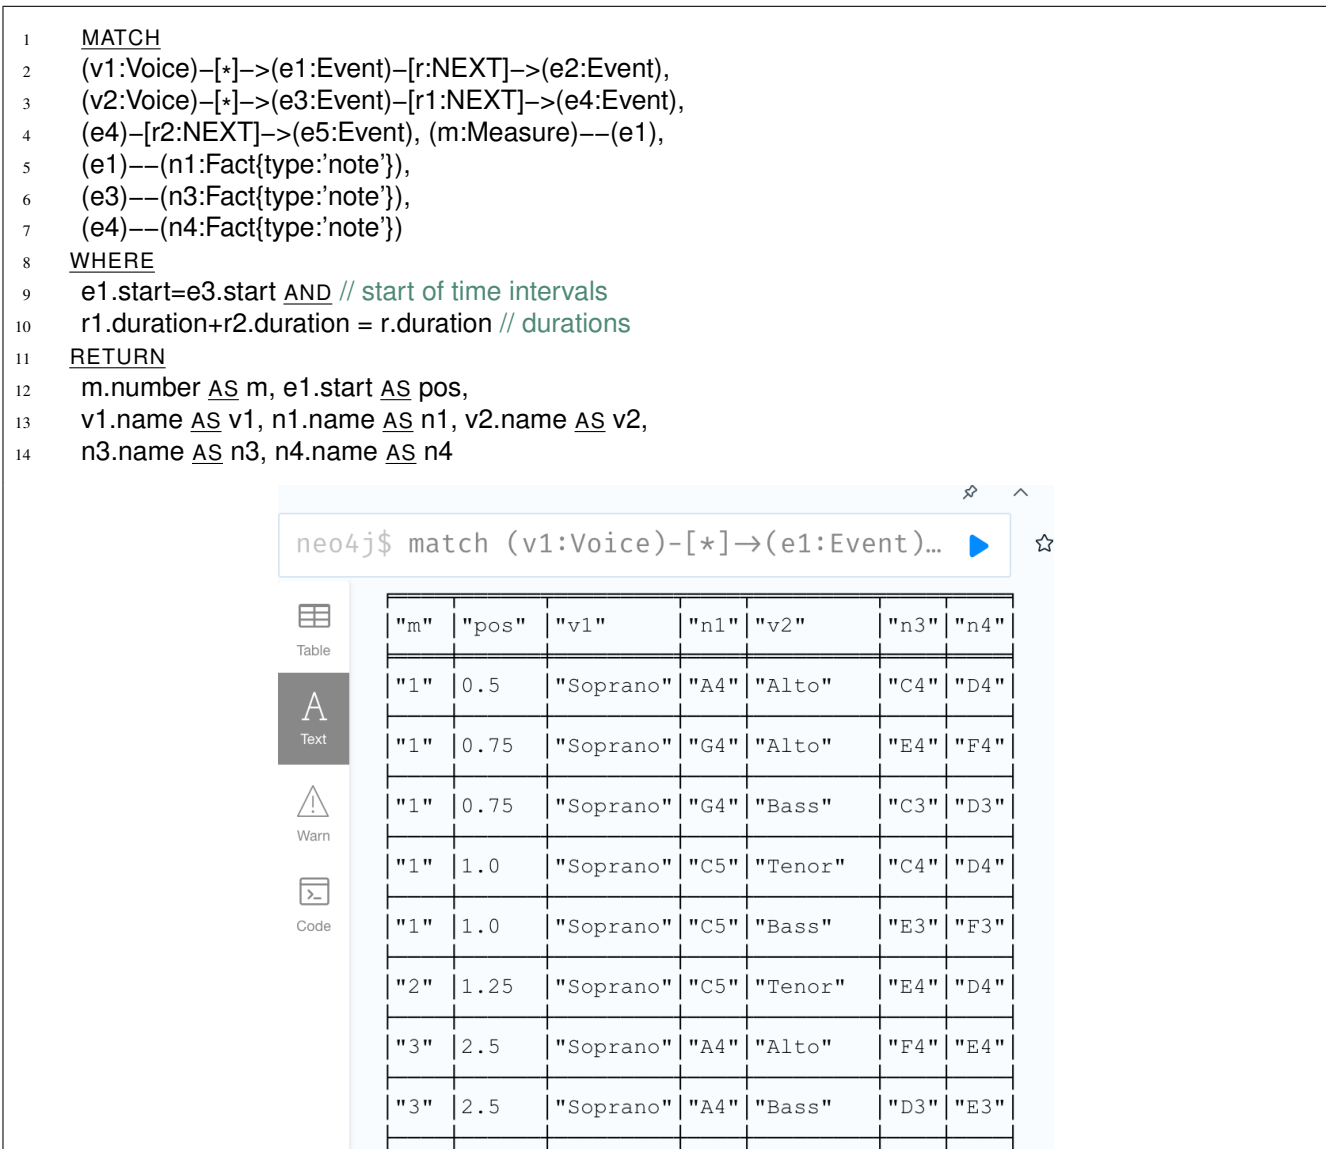 1 MATCH
2 (v1:Voice)–[*]–>(e1:Event)–[r:NEXT]–>(e2:Event),
3 (v2:Voice)–[*]–>(e3:Event)–[r1:NEXT]–>(e4:Event),
4 (e4)–[r2:NEXT]–>(e5:Event), (m:Measure)––(e1),
5 (e1)––(n1:Fact{type:’note’}),
6 (e3)––(n3:Fact{type:’note’}),
7 (e4)––(n4:Fact{type:’note’})
8 WHERE
9 e1.start=e3.start AND // start of time intervals
10 r1.duration+r2.duration = r.duration // durations
11 RETURN
12 m.number AS m, e1.start AS pos,
13 v1.name AS v1, n1.name AS n1, v2.name AS v2,
14 n3.name AS n3, n4.name AS n4
neo4j$ match (v1:Voice)-[*]→(e1:Event)…
Table
Text
Warn
Code
"m" "pos" "v1" "n1" "v2" "n3" "n4"
"1" 0.5 "Soprano" "A4" "Alto" "C4" "D4"
"1" 0.75 "Soprano" "G4" "Alto" "E4" "F4"
"1" 0.75 "Soprano" "G4" "Bass" "C3" "D3"
"1" 1.0 "Soprano" "C5" "Tenor" "C4" "D4"
"1" 1.0 "Soprano" "C5" "Bass" "E3" "F3"
"2" 1.25 "Soprano" "C5" "Tenor" "E4" "D4"
"3" 2.5 "Soprano" "A4" "Alto" "F4" "E4"
"3" 2.5 "Soprano" "A4" "Bass" "D3" "E3"